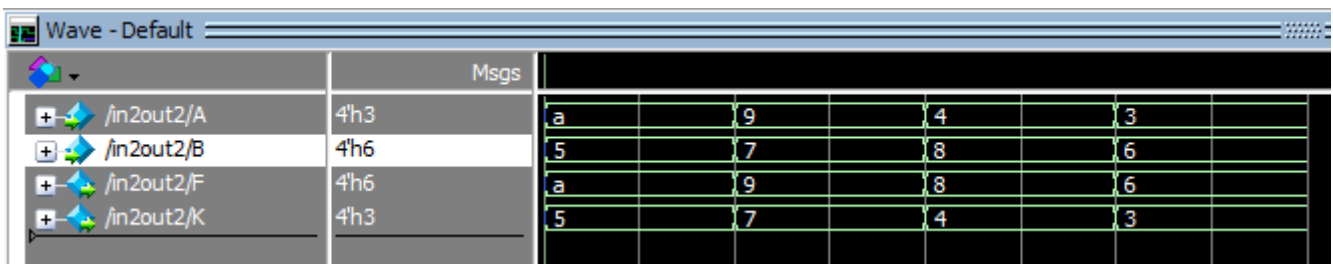 Wave - Default
Msgs
/in2out2/A 4'h3 a 9 4 3
/in2out2/B 4'h6 5 7 8 6
/in2out2/F 4'h6 a 9 8 6
/in2out2/K 4'h3 5 7 4 3